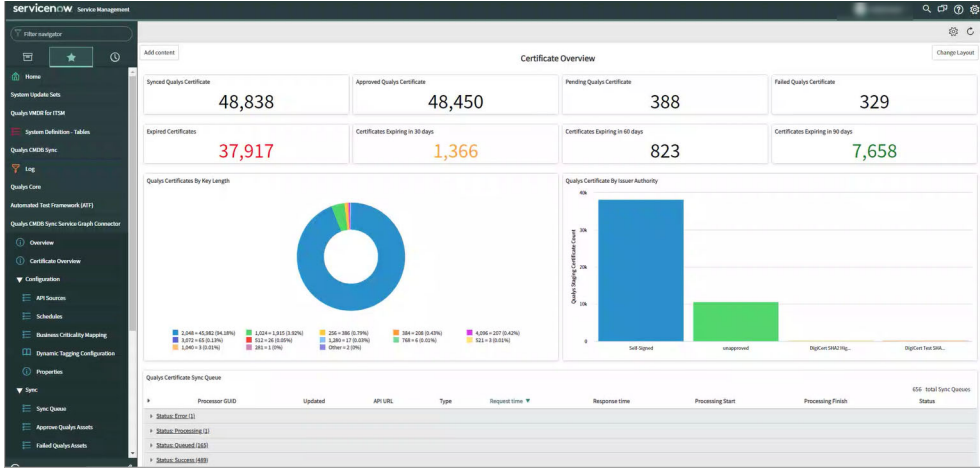 servicenow Service Management
Filter navigator
Home
System Update Sets
Qualys VMDR for ITSM
System Definition - Tables
Qualys CMDB Sync
Log
Qualys Core
Automated Test Framework (ATF)
Qualys CMDB Sync Service Graph Connector
Overview
Certificate Overview
Configuration
API Sources
Schedules
Business Criticality Mapping
Dynamic Tagging Configuration
Properties
Sync
Sync Queue
Approve Qualys Assets
Failed Qualys Assets
Add content
Certificate Overview
Change Layout
Synced Qualys Certificate
48,838
Approved Qualys Certificate
48,450
Pending Qualys Certificate
388
Failed Qualys Certificate
329
Expired Certificates
37,917
Certificates Expiring in 30 days
1,366
Certificates Expiring in 60 days
823
Certificates Expiring in 90 days
7,658
Qualys Certificates By Key Length
2,048 = 45,982 (94.18%) 1,024 = 1,915 (3.92%) 256 = 386 (0.79%) 384 = 208 (0.43%) 4,096 = 207 (0.42%)
3,072 = 65 (0.13%) 512 = 26 (0.05%) 1,280 = 17 (0.03%) 768 = 6 (0.01%) 521 = 3 (0.01%)
1,040 = 3 (0.01%) 281 = 1 (0%) Other = 2 (0%)
Qualys Certificate By Issuer Authority
Qualys Staging Certificate Count
40k
30k
20k
10k
0
Self-Signed unapproved DigiCert SHA2 Hig... DigiCert Test SHA...
Qualys Certificate Sync Queue
656 total Sync Queues
Processor GUID Updated API URL Type Request time Response time Processing Start Processing Finish Status
Status: Error (1)
Status: Processing (1)
Status: Queued (165)
Status: Success (489)